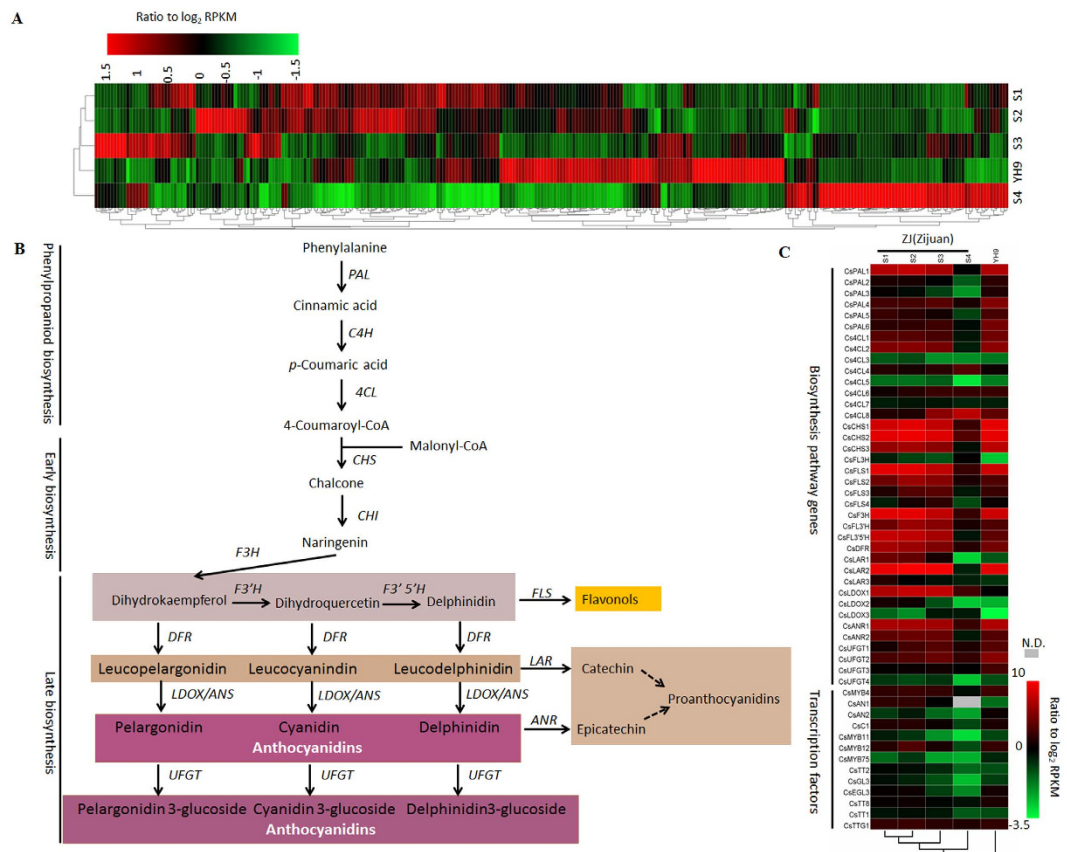 A
Ratio to log2 RPKM
1.5
1
0.5
0
-0.5
-1
-1.5
S1
S2
S3
YH9
S4
B
Phenylpropaniod biosynthesis
Early biosynthesis
Late biosynthesis
Phenylalanine
PAL
Cinnamic acid
C4H
p-Coumaric acid
4CL
4-Coumaroyl-CoA
Malonyl-CoA
CHS
Chalcone
CHI
Naringenin
F3H
Dihydrokaempferol
F3'H
Dihydroquercetin
F3' 5'H
Delphinidin
FLS
Flavonols
DFR
DFR
DFR
Leucopelargonidin
Leucocyanindin
Leucodelphinidin
LAR
Catechin
Proanthocyanidins
LDOX/ANS
LDOX/ANS
LDOX/ANS
Pelargonidin
Cyanidin
Delphinidin
ANR
Epicatechin
Anthocyanidins
UFGT
UFGT
UFGT
Pelargonidin 3-glucoside
Cyanidin 3-glucoside
Delphinidin3-glucoside
Anthocyanidins
C
ZJ(Zijuan)
S1
S2
S3
S4
YH9
Biosynthesis pathway genes
CsPAL1
CsPAL2
CsPAL3
CsPAL4
CsPAL5
CsPAL6
Cs4CL1
Cs4CL2
Cs4CL3
Cs4CL4
Cs4CL5
Cs4CL6
Cs4CL7
Cs4CL8
CsCHS1
CsCHS2
CsCHS3
CsFL3H
CsFLS1
CsFLS2
CsFLS3
CsFLS4
CsF3H
CsFL3'H
CsFL3'5'H
CsDFR
CsLAR1
CsLAR2
CsLAR3
CsLDOX1
CsLDOX2
CsLDOX3
CsANR1
CsANR2
CsUFGT1
CsUFGT2
CsUFGT3
CsUFGT4
Transcription factors
CsMYB4
CsAN1
CsAN2
CsC1
CsMYB11
CsMYB12
CsMYB75
CsTT2
CsGL3
CsEGL3
CsTT8
CsTT1
CsTTG1
N.D.
10
0
-3.5
Ratio to log2 RPKM